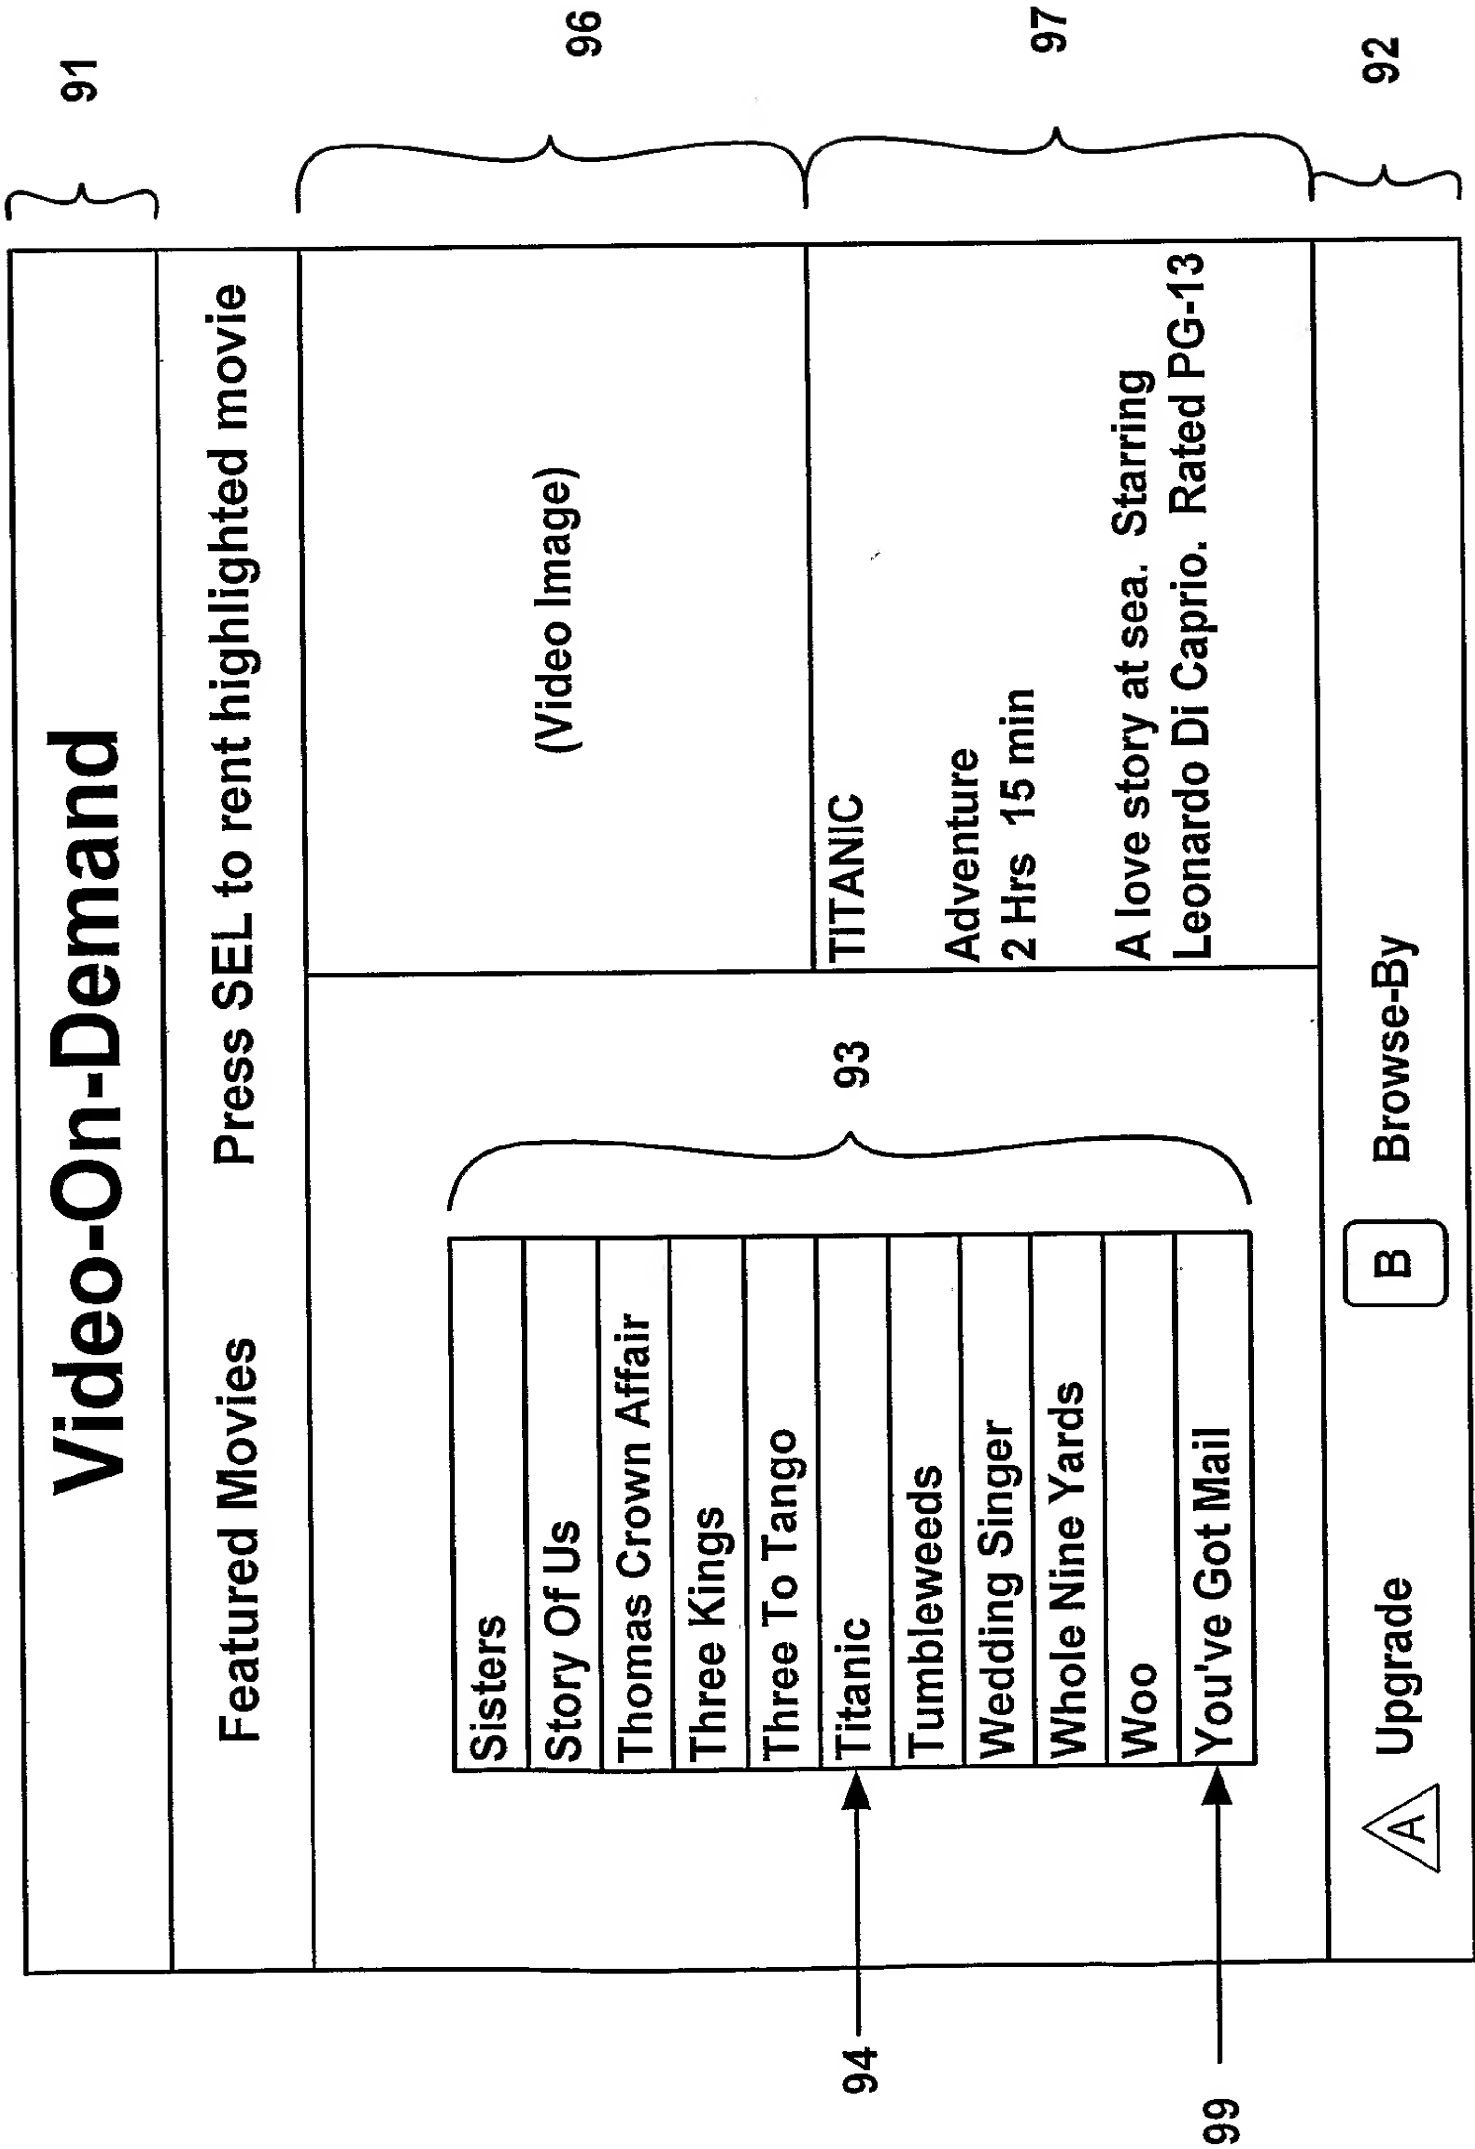 Video-On-Demand
91
Featured Movies Press SEL to rent highlighted movie
(Video Image)
96
Sisters
Story Of Us
Thomas Crown Affair
Three Kings
Three To Tango
Titanic
Tumbleweeds
Wedding Singer
Whole Nine Yards
Woo
You've Got Mail
93
94
99
TITANIC
Adventure
2 Hrs 15 min
A love story at sea. Starring
Leonardo Di Caprio. Rated PG-13
97
A Upgrade B Browse-By
92